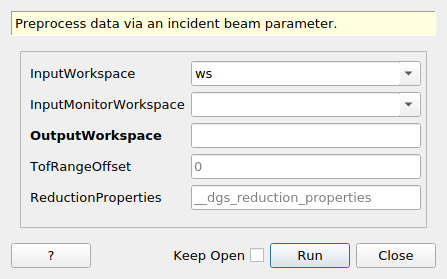 Preprocess data via an incident beam parameter.
InputWorkspace ws
InputMonitorWorkspace
OutputWorkspace
TofRangeOffset 0
ReductionProperties __dgs_reduction_properties
? Keep Open Run Close